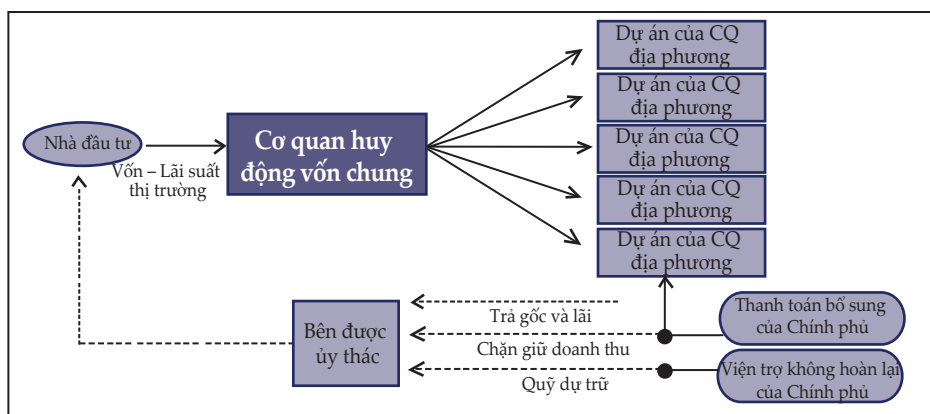 Dự án của CQ
địa phương
Dự án của CQ
địa phương
Nhà đầu tư
Cơ quan huy
động vốn chung
Dự án của CQ
địa phương
Vốn – Lãi suất
thị trường
Dự án của CQ
địa phương
Dự án của CQ
địa phương
Bên được
ủy thác
Trả gốc và lãi
Chặn giữ doanh thu
Quỹ dự trữ
Thanh toán bổ sung
của Chính phủ
Viện trợ không hoàn lại
của Chính phủ